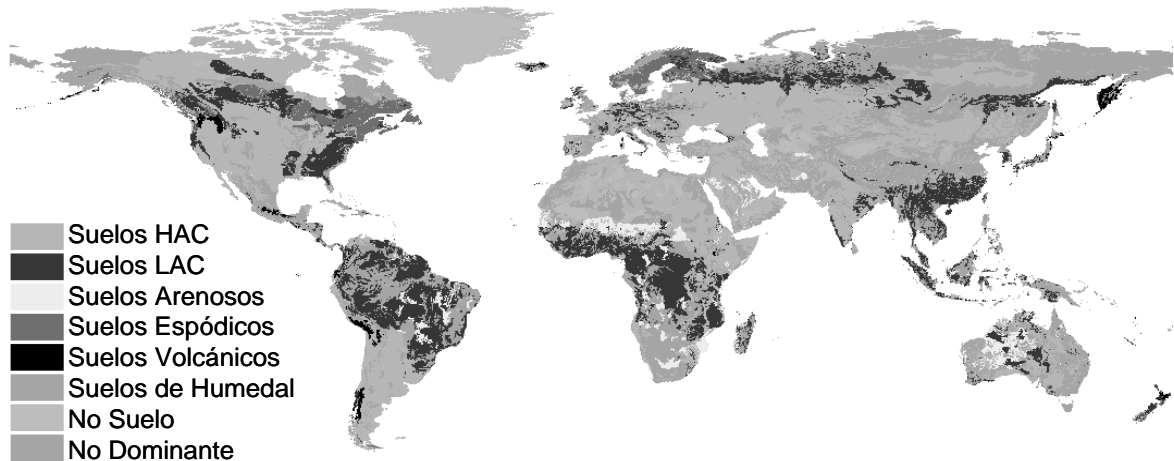 Suelos HAC
Suelos LAC
Suelos Arenosos
Suelos Espódicos
Suelos Volcánicos
Suelos de Humedal
No Suelo
No Dominante